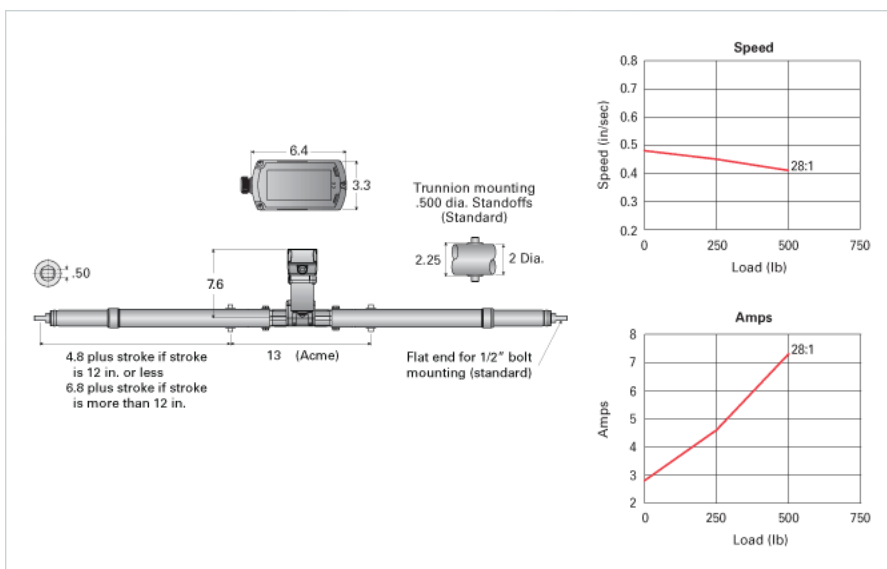 6.4
3.3
Trunnion mounting
.500 dia. Standoffs
(Standard)
2.25
2 Dia.
.50
7.6
4.8 plus stroke if stroke
is 12 in. or less
6.8 plus stroke if stroke
is more than 12 in.
13 (Acme)
Flat end for 1/2" bolt
mounting (standard)
Speed
Speed (in/sec)
0.8
0.7
0.6
0.5
0.4
0.3
0.2
28:1
0 250 500 750
Load (lb)
Amps
Amps
8
7
6
5
4
3
2
28:1
0 250 500 750
Load (lb)